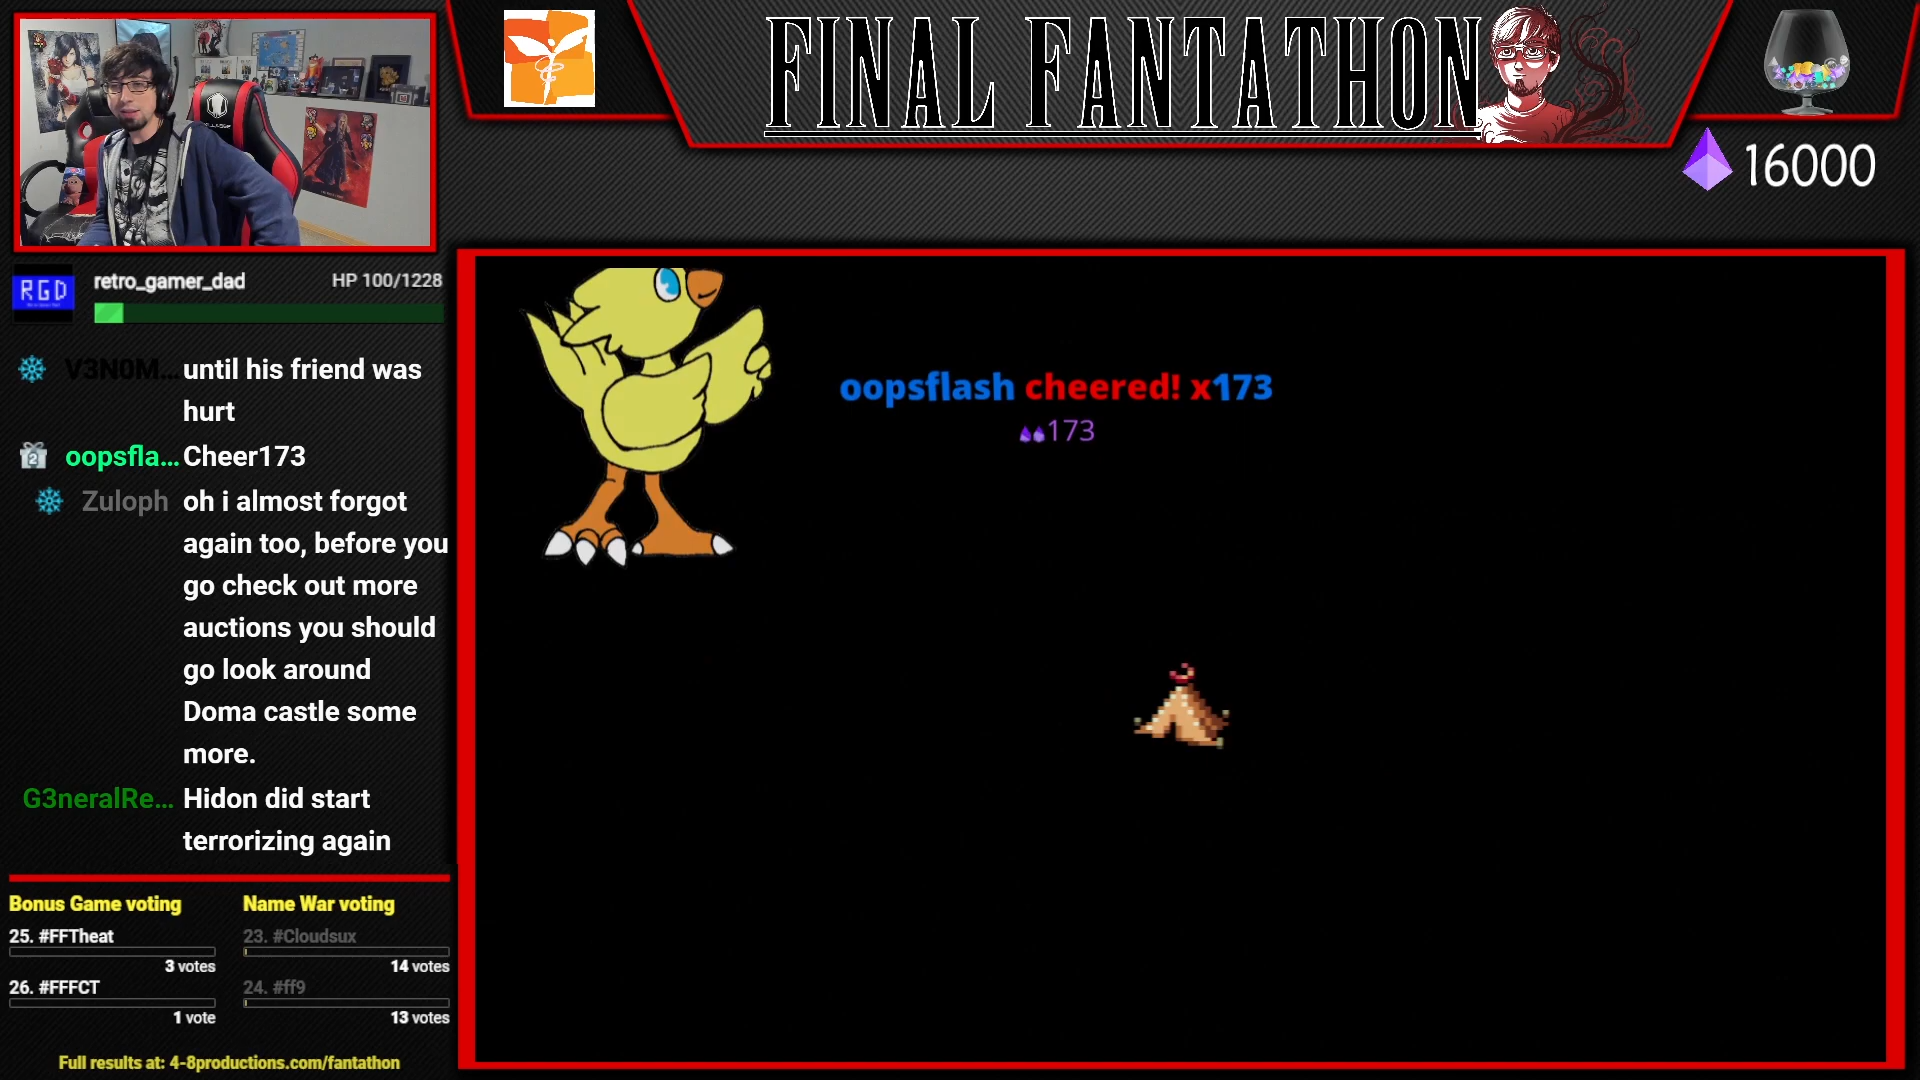 FINAL FANTATHON
16000
RGD
retro_gamer_dad
HP 100/1228
V3N0M... until his friend was
hurt
2
oopsfla... Cheer173
Zuloph oh i almost forgot
again too, before you
go check out more
auctions you should
go look around
Doma castle some
more.
G3neralRe... Hidon did start
terrorizing again
oopsflash cheered! x173
173
Bonus Game voting
25. #FFTheat
3 votes
26. #FFFCT
1 vote
Name War voting
23. #Cloudsux
14 votes
24. #ff9
13 votes
Full results at: 4-8productions.com/fantathon